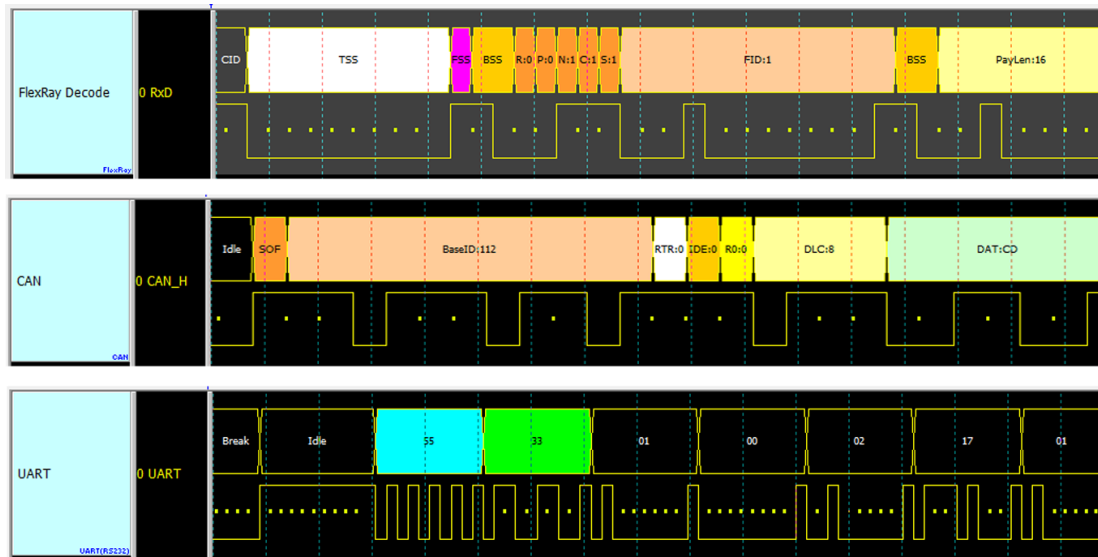 CID TSS FSS BSS R:0 P:0 N:1 C:1 S:1 FID:1 BSS PayLen:16
FlexRay Decode 0 RxD
FlexRay
Idle SOF BaseID:112 RTR:0 IDE:0 R0:0 DLC:8 DAT:CD
CAN 0 CAN_H
CAN
Break Idle 55 33 01 00 02 17 01
UART 0 UART
UART(RS232)